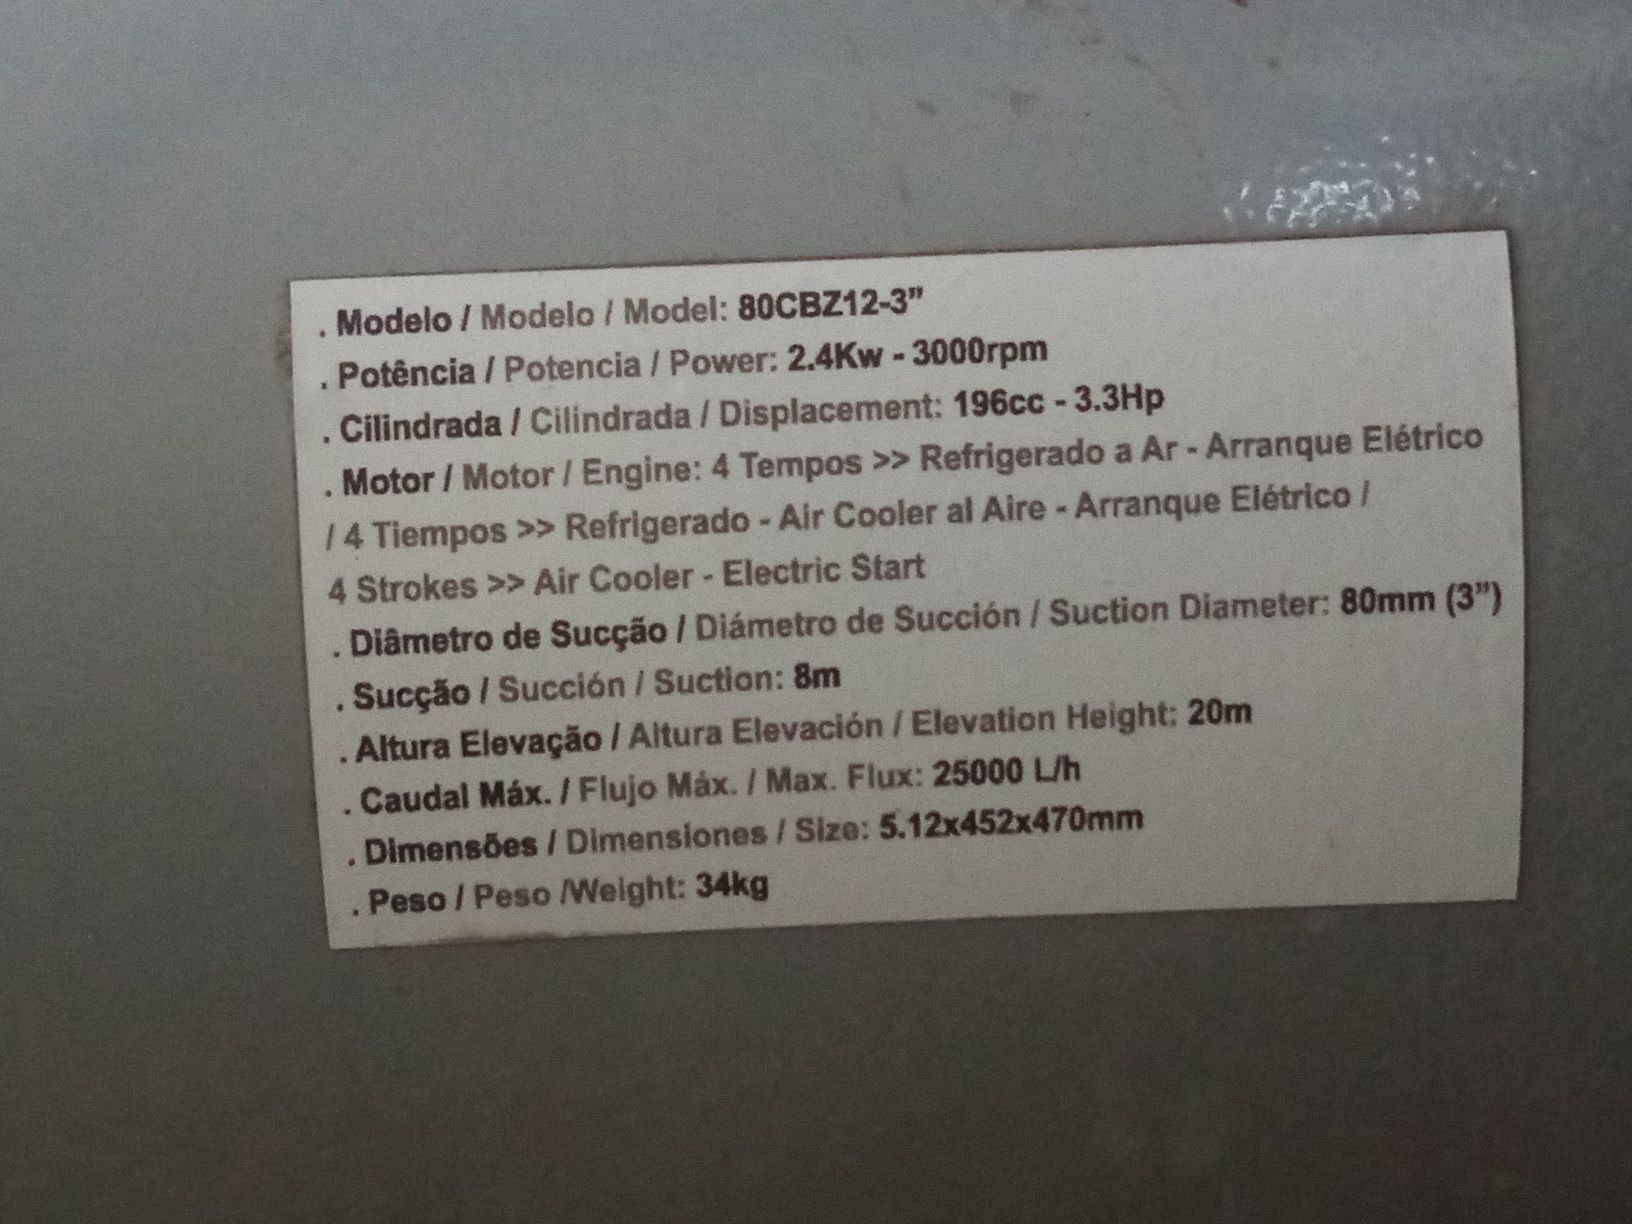 . Modelo / Modelo / Model: 80CBZ12-3”
. Potência / Potencia / Power: 2.4Kw - 3000rpm
. Cilindrada / Cilindrada / Displacement: 196cc - 3.3Hp
. Motor / Motor / Engine: 4 Tempos >> Refrigerado a Ar - Arranque Elétrico
/ 4 Tiempos >> Refrigerado - Air Cooler al Aire - Arranque Elétrico /
4 Strokes >> Air Cooler - Electric Start
. Diâmetro de Sucção / Diámetro de Succión / Suction Diameter: 80mm (3”)
. Sucção / Succión / Suction: 8m
. Altura Elevação / Altura Elevación / Elevation Height: 20m
. Caudal Máx. / Flujo Máx. / Max. Flux: 25000 L/h
. Dimensões / Dimensiones / Size: 5.12x452x470mm
. Peso / Peso /Weight: 34kg